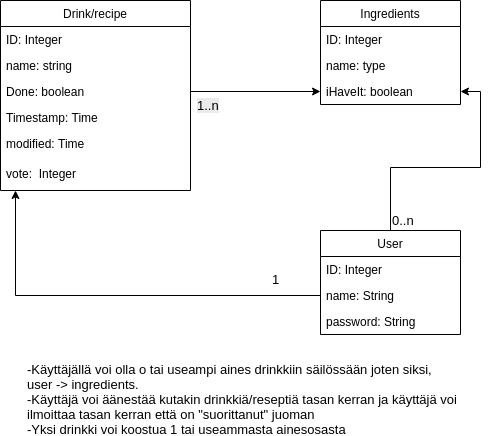 Drink/recipe
ID: Integer
name: string
Done: boolean
Timestamp: Time
modified: Time
vote:  Integer
1..n
Ingredients
ID: Integer
name: type
iHaveIt: boolean
0..n
1
User
ID: Integer
name: String
password: String
-Käyttäjällä voi olla o tai useampi aines drinkkiin säilössään joten siksi,
user -> ingredients.
-Käyttäjä voi äänestää kutakin drinkkiä/reseptiä tasan kerran ja käyttäjä voi
ilmoittaa tasan kerran että on "suorittanut" juoman
-Yksi drinkki voi koostua 1 tai useammasta ainesosasta